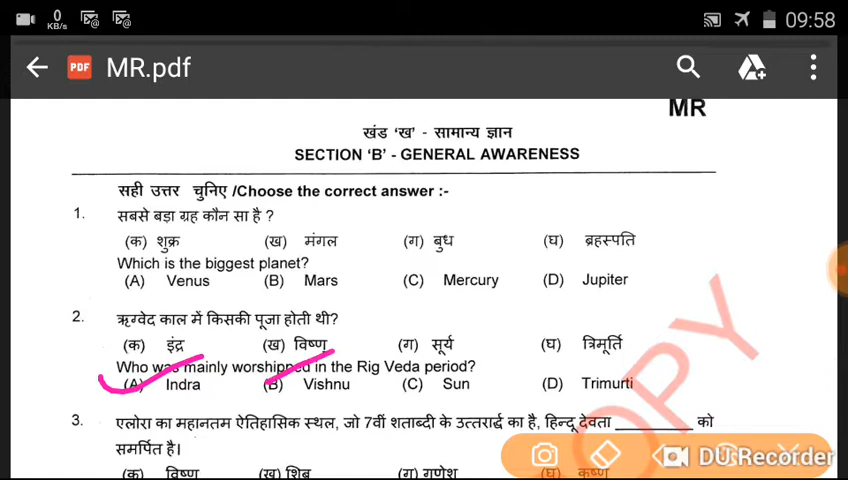 0
KB/s
09:58
PDF MR.pdf
MR
खंड 'ख' - सामान्य ज्ञान
SECTION 'B' - GENERAL AWARENESS
सही उत्तर चुनिए /Choose the correct answer :-
1. सबसे बड़ा ग्रह कौन सा है ?
(क) शुक्र (ख) मंगल (ग) बुध (घ) ब्रहस्पति
Which is the biggest planet?
(A) Venus (B) Mars (C) Mercury (D) Jupiter
2. ऋग्वेद काल में किसकी पूजा होती थी?
(क) इंद्र (ख) विष्णु (ग) सूर्य (घ) त्रिमूर्ति
Who was mainly worshipped in the Rig Veda period?
(A) Indra (B) Vishnu (C) Sun (D) Trimurti
3. एलोरा का महानतम ऐतिहासिक स्थल, जो 7वीं शताब्दी के उत्तरार्द्ध का है, हिन्दू देवता ________ को
समर्पित है।
(क) विष्णु (ख) शिव (ग) गणेश (घ) कृष्ण
OPY
DU Recorder